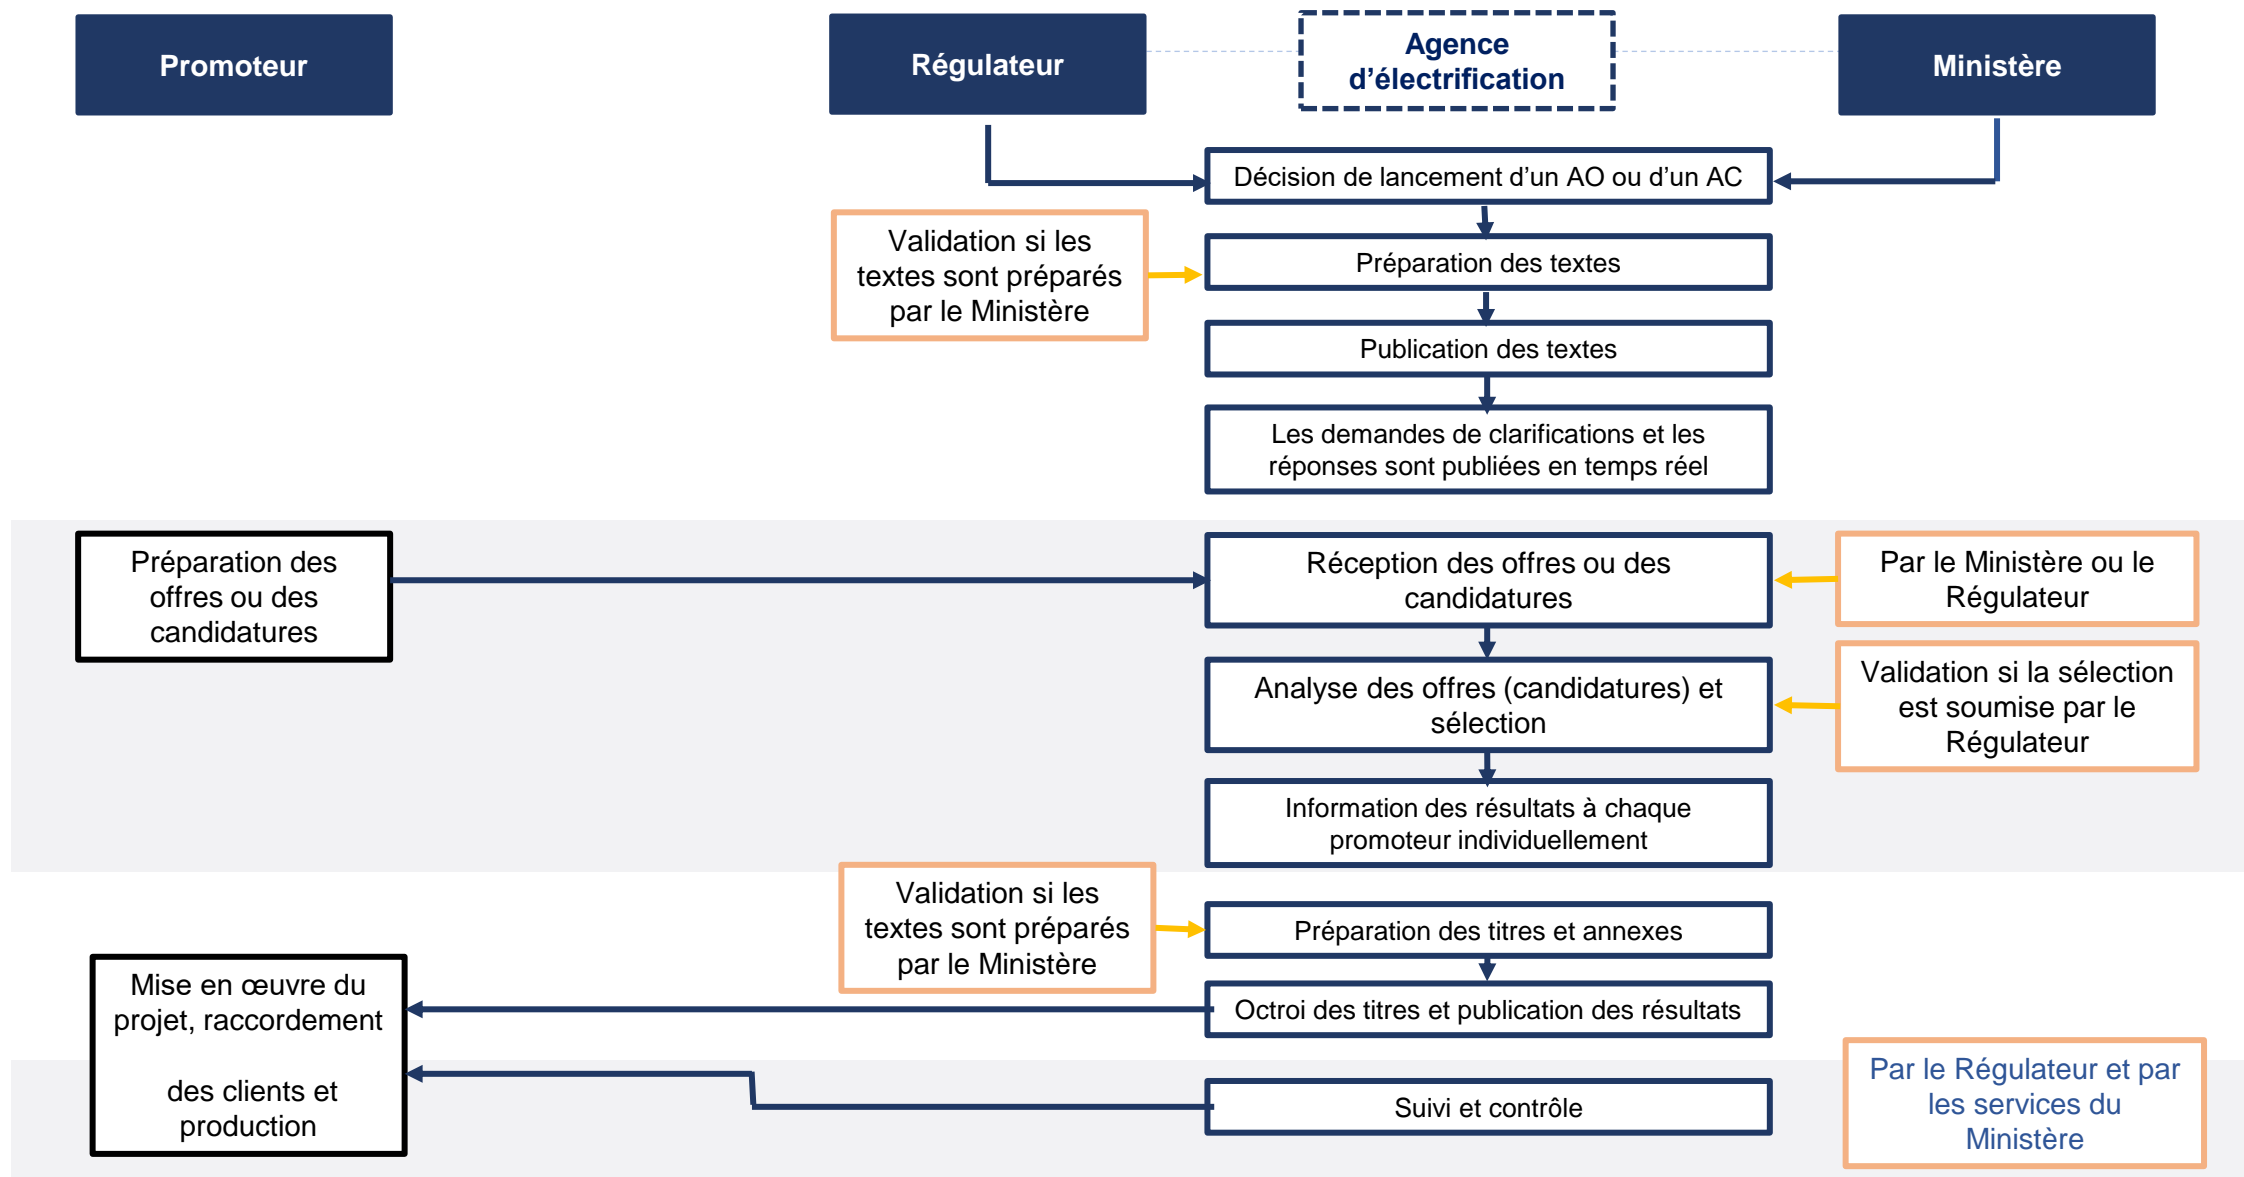 Promoteur
Régulateur
Agence
d’électrification
Ministère
Décision de lancement d’un AO ou d’un AC
Validation si les
textes sont préparés
par le Ministère
Préparation des textes
Publication des textes
Les demandes de clarifications et les
réponses sont publiées en temps réel
Préparation des
offres ou des
candidatures
Réception des offres ou des
candidatures
Par le Ministère ou le
Régulateur
Analyse des offres (candidatures) et
sélection
Validation si la sélection
est soumise par le
Régulateur
Information des résultats à chaque
promoteur individuellement
Validation si les
textes sont préparés
par le Ministère
Préparation des titres et annexes
Mise en œuvre du
projet, raccordement
des clients et
production
Octroi des titres et publication des résultats
Suivi et contrôle
Par le Régulateur et par
les services du
Ministère